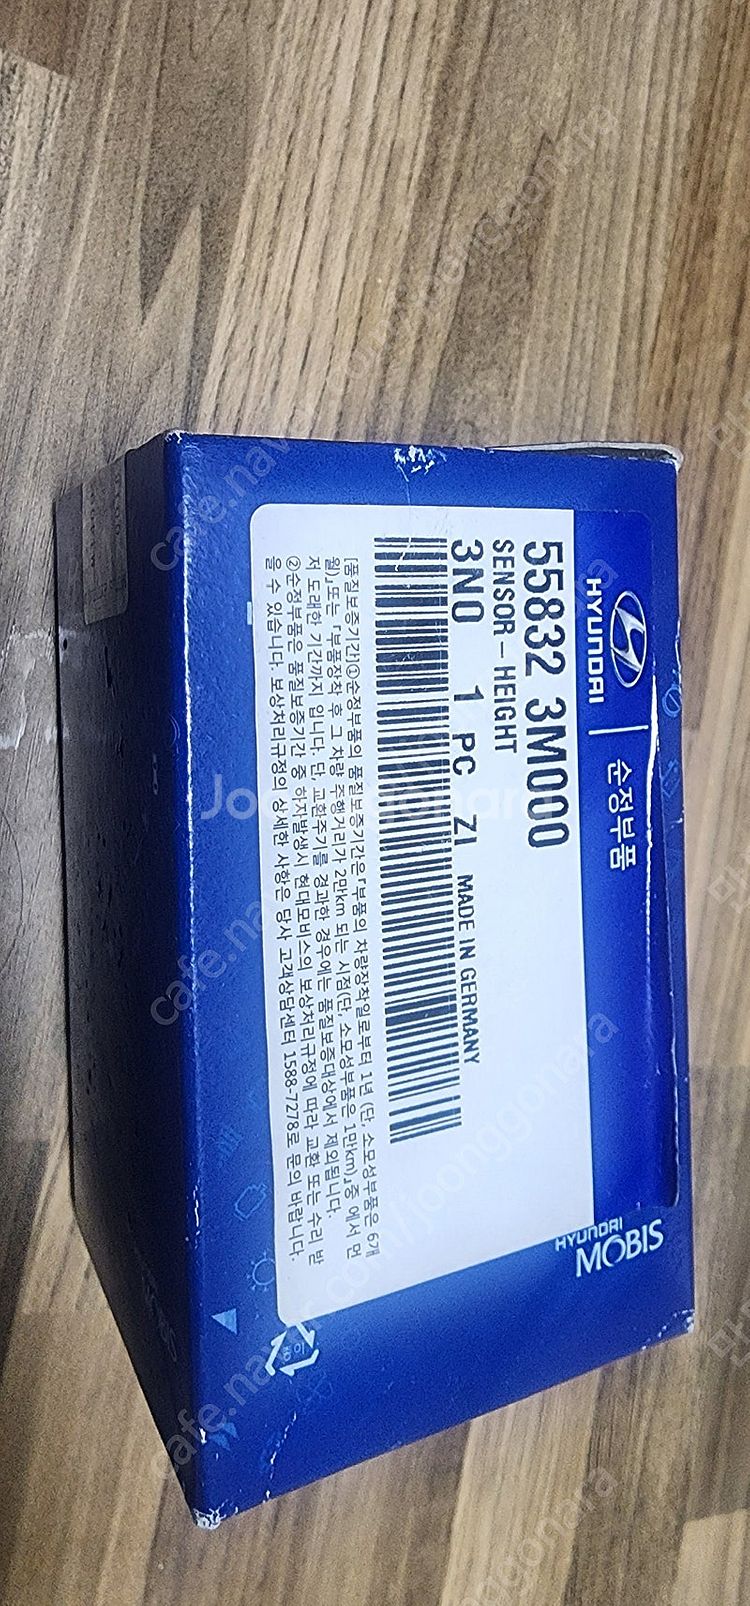 HYUNDAI | 순정부품
55832 3M000
SENSOR-HEIGHT
3N0 1 PC ZI MADE IN GERMANY
[품질보증기간]①순정부품의 품질보증기간은「부품의 차량장착일로부터 1년 (단, 소모성부품은 6개
월)」또는「부품장착 후 그 차량 주행거리가 2만km 되는 시점(단, 소모성부품은 1만km)」중 에서 먼
저 도래한 기간까지 입니다. 단, 교환주기를 경과한 경우에는 품질보증대상에서 제외됩니다.
②순정부품은 품질보증기간 중 하자발생시 현대모비스의 보상처리규정에 따라 교환 또는 수리 받
을 수 있습니다. 보상처리규정의 상세한 사항은 당사 고객상담센터 1588-7278로 문의 바랍니다.
HYUNDAI
MOBIS
종이
Joonggonara
cafe.naver.com/joonggonara